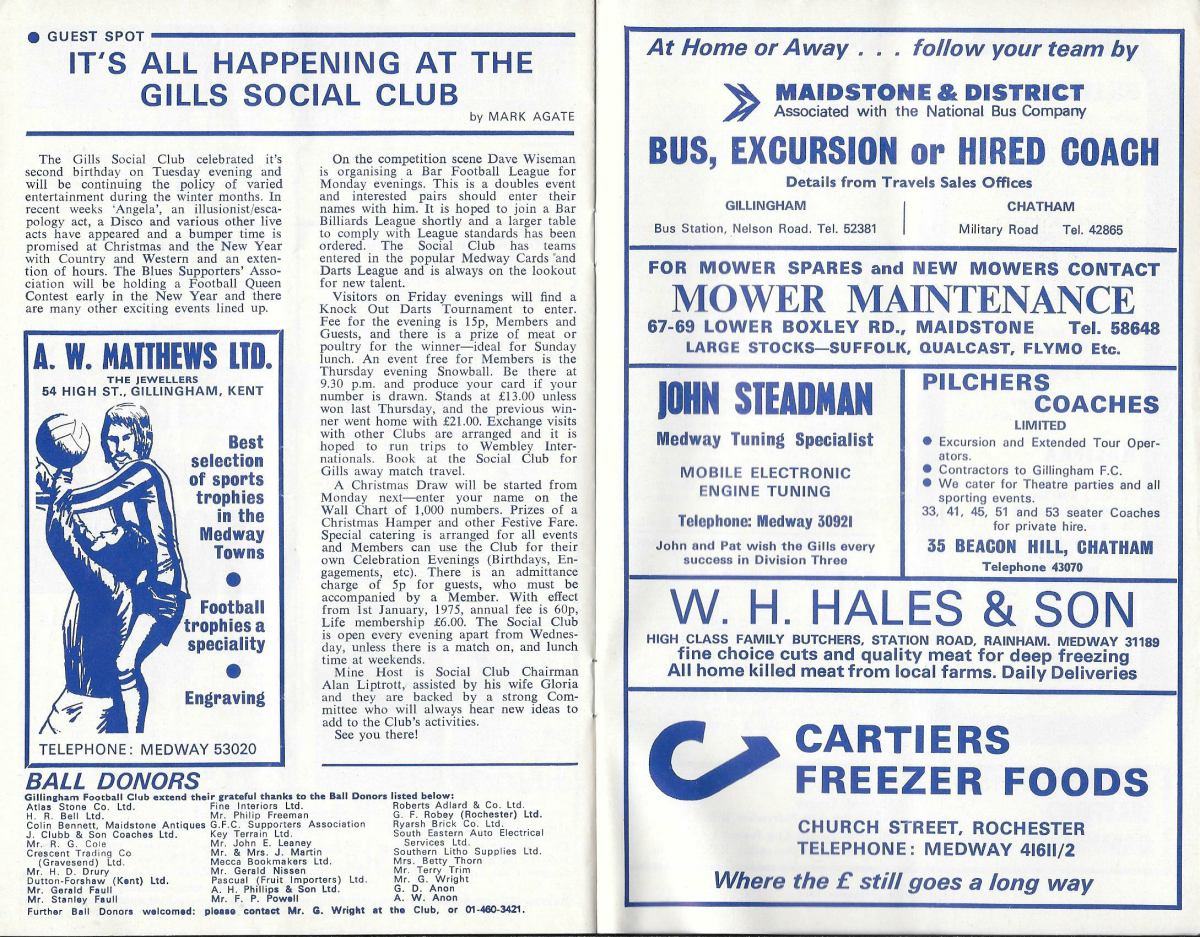 ● GUEST SPOT
IT'S ALL HAPPENING AT THE
GILLS SOCIAL CLUB
by MARK AGATE
The Gills Social Club celebrated it's
second birthday on Tuesday evening and
will be continuing the policy of varied
entertainment during the winter months. In
recent weeks 'Angela', an illusionist/esca-
pology act, a Disco and various other live
acts have appeared and a bumper time is
promised at Christmas and the New Year
with Country and Western and an exten-
tion of hours. The Blues Supporters' Asso-
ciation will be holding a Football Queen
Contest early in the New Year and there
are many other exciting events lined up.
A. W. MATTHEWS LTD.
THE JEWELLERS
54 HIGH ST., GILLINGHAM, KENT
Best
selection
of sports
trophies
in the
Medway
Towns
●
Football
trophies a
speciality
●
Engraving
TELEPHONE: MEDWAY 53020
On the competition scene Dave Wiseman
is organising a Bar Football League for
Monday evenings. This is a doubles event
and interested pairs should enter their
names with him. It is hoped to join a Bar
Billiards League shortly and a larger table
to comply with League standards has been
ordered. The Social Club has teams
entered in the popular Medway Cards and
Darts League and is always on the lookout
for new talent.
Visitors on Friday evenings will find a
Knock Out Darts Tournament to enter.
Fee for the evening is 15p, Members and
Guests, and there is a prize of meat or
poultry for the winner—ideal for Sunday
lunch. An event free for Members is the
Thursday evening Snowball. Be there at
9.30 p.m. and produce your card if your
number is drawn. Stands at £13.00 unless
won last Thursday, and the previous win-
ner went home with £21.00. Exchange visits
with other Clubs are arranged and it is
hoped to run trips to Wembley Inter-
nationals. Book at the Social Club for
Gills away match travel.
A Christmas Draw will be started from
Monday next—enter your name on the
Wall Chart of 1,000 numbers. Prizes of a
Christmas Hamper and other Festive Fare.
Special catering is arranged for all events
and Members can use the Club for their
own Celebration Evenings (Birthdays, En-
gagements, etc). There is an admittance
charge of 5p for guests, who must be
accompanied by a Member. With effect
from 1st January, 1975, annual fee is 60p,
Life membership £6.00. The Social Club
is open every evening apart from Wednes-
day, unless there is a match on, and lunch
time at weekends.
Mine Host is Social Club Chairman
Alan Liptrott, assisted by his wife Gloria
and they are backed by a strong Com-
mittee who will always hear new ideas to
add to the Club's activities.
See you there!
BALL DONORS
Gillingham Football Club extend their grateful thanks to the Ball Donors listed below:
Atlas Stone Co. Ltd.
H. R. Bell Ltd.
Colin Bennett, Maidstone Antiques
J. Clubb & Son Coaches Ltd.
Mr. R. G. Cole
Crescent Trading Co
(Gravesend) Ltd.
Mr. H. D. Drury
Dutton-Forshaw (Kent) Ltd.
Mr. Gerald Faull
Mr. Stanley Faull
Fine Interiors Ltd.
Mr. Philip Freeman
G.F.C. Supporters Association
Key Terrain Ltd.
Mr. John E. Leaney
Mr. & Mrs. J. Martin
Mecca Bookmakers Ltd.
Mr. Gerald Nissen
Pascual (Fruit Importers) Ltd.
A. H. Phillips & Son Ltd.
Mr. F. P. Powell
Roberts Adlard & Co. Ltd.
G. F. Robey (Rochester) Ltd.
Ryarsh Brick Co. Ltd.
South Eastern Auto Electrical
Services Ltd.
Southern Litho Supplies Ltd.
Mrs. Betty Thorn
Mr. Terry Trim
Mr. G. Wright
G. D. Anon
A. W. Anon
Further Ball Donors welcomed: please contact Mr. G. Wright at the Club, or 01-460-3421.
At Home or Away . . . follow your team by
MAIDSTONE & DISTRICT
Associated with the National Bus Company
BUS, EXCURSION or HIRED COACH
Details from Travels Sales Offices
GILLINGHAM
Bus Station, Nelson Road. Tel. 52381
CHATHAM
Military Road Tel. 42865
FOR MOWER SPARES and NEW MOWERS CONTACT
MOWER MAINTENANCE
67-69 LOWER BOXLEY RD., MAIDSTONE Tel. 58648
LARGE STOCKS—SUFFOLK, QUALCAST, FLYMO Etc.
JOHN STEADMAN
Medway Tuning Specialist
MOBILE ELECTRONIC
ENGINE TUNING
Telephone: Medway 30921
John and Pat wish the Gills every
success in Division Three
PILCHERS
COACHES
LIMITED
● Excursion and Extended Tour Oper-
ators.
● Contractors to Gillingham F.C.
● We cater for Theatre parties and all
sporting events.
33, 41, 45, 51 and 53 seater Coaches
for private hire.
35 BEACON HILL, CHATHAM
Telephone 43070
W. H. HALES & SON
HIGH CLASS FAMILY BUTCHERS, STATION ROAD, RAINHAM. MEDWAY 31189
fine choice cuts and quality meat for deep freezing
All home killed meat from local farms. Daily Deliveries
CARTIERS
FREEZER FOODS
CHURCH STREET, ROCHESTER
TELEPHONE: MEDWAY 41611/2
Where the £ still goes a long way